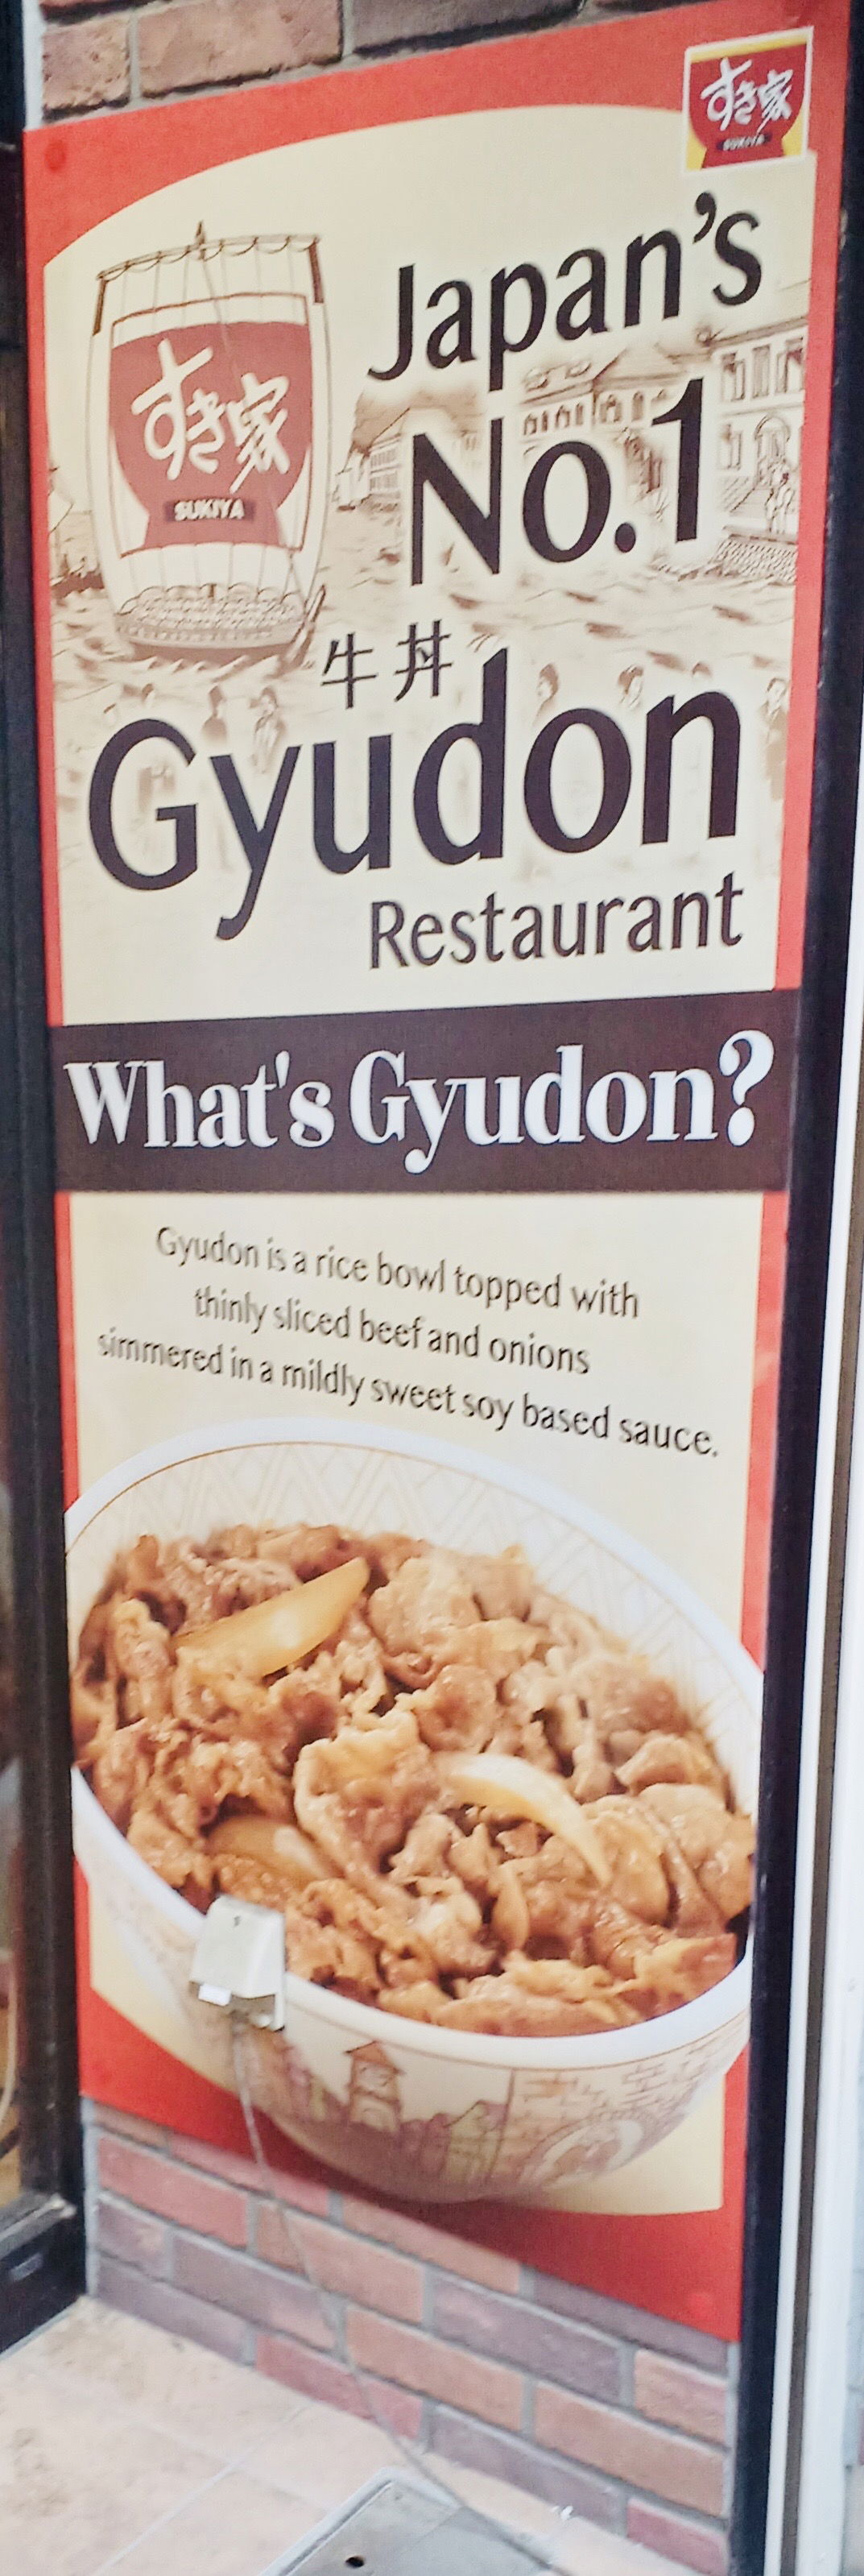 すき家
SUKIYA
Japan's
すき家
SUKIYA
No.1
牛丼
Gyudon
Restaurant
What's Gyudon?
Gyudon is a rice bowl topped with
thinly sliced beef and onions
simmered in a mildly sweet soy based sauce.